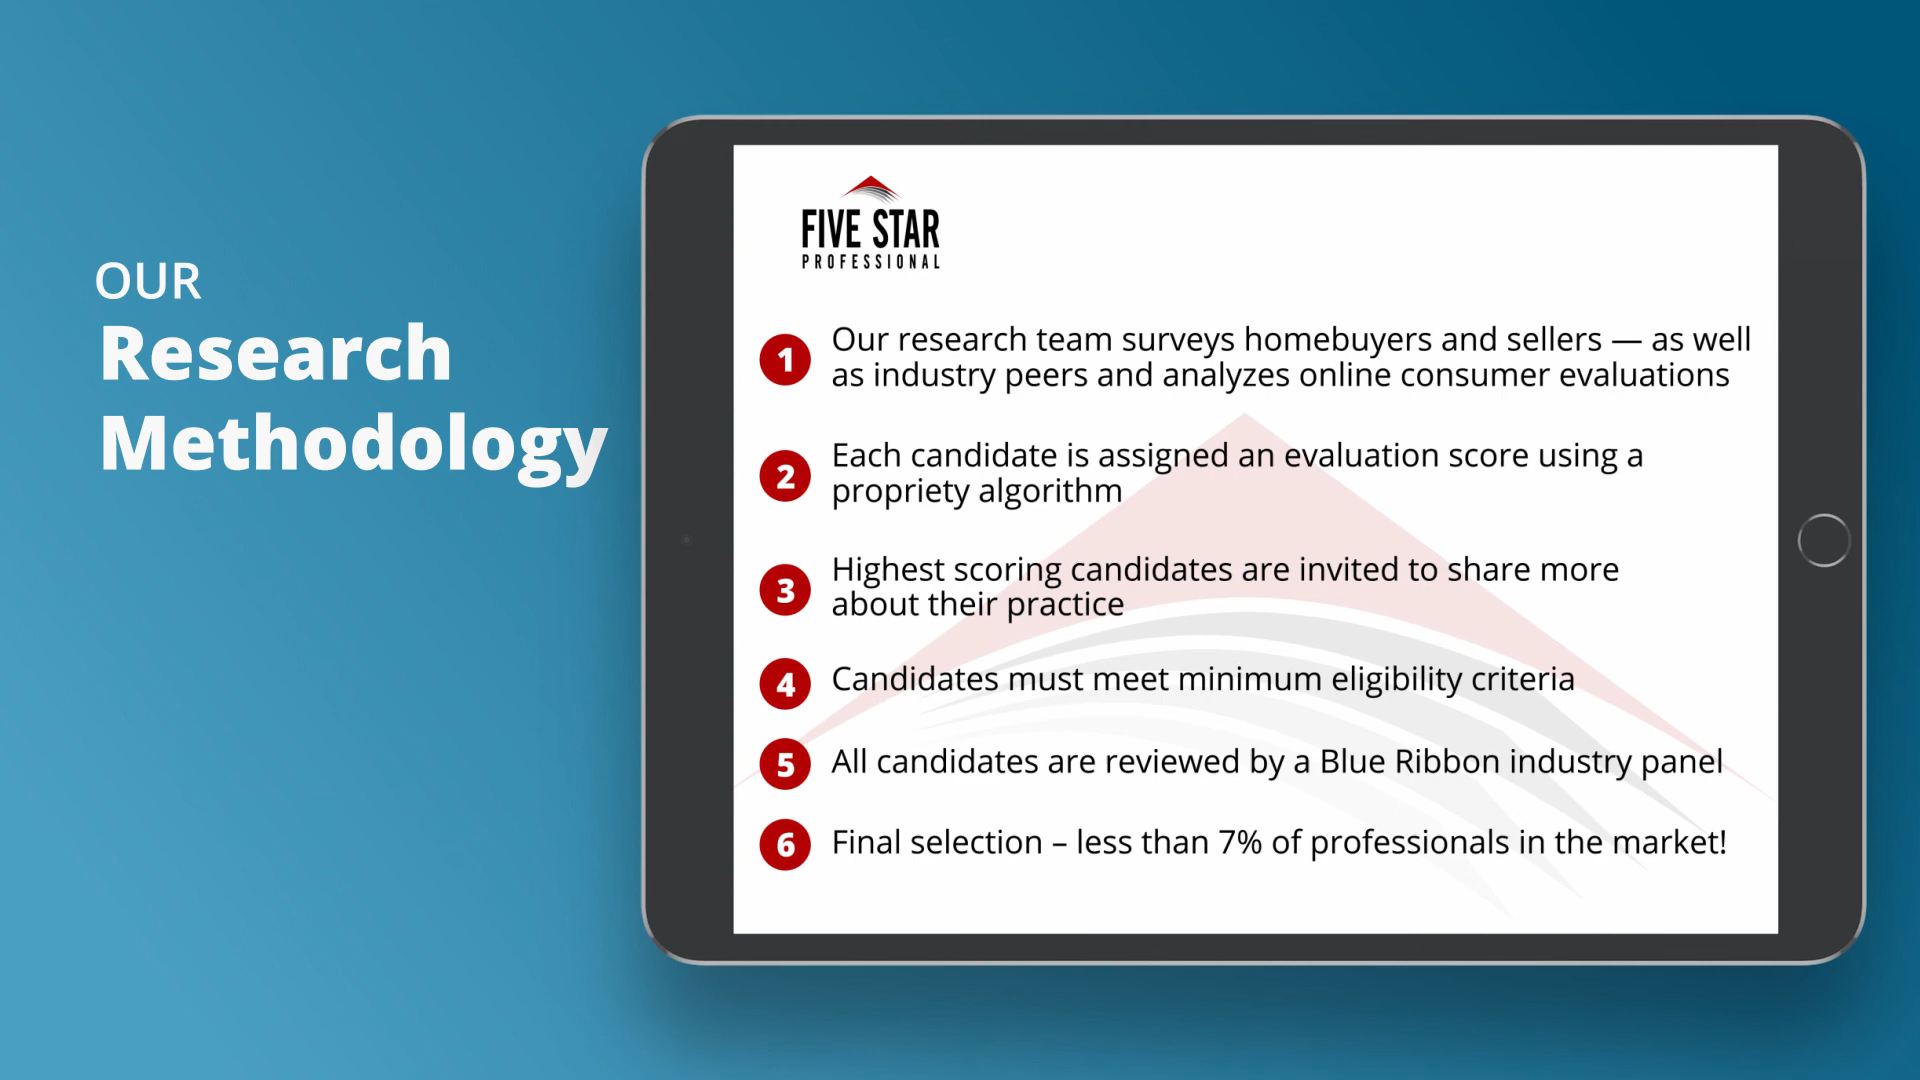 OUR
Research
Methodology
FIVE STAR
PROFESSIONAL
1 Our research team surveys homebuyers and sellers — as well
as industry peers and analyzes online consumer evaluations
2 Each candidate is assigned an evaluation score using a
propriety algorithm
3 Highest scoring candidates are invited to share more
about their practice
4 Candidates must meet minimum eligibility criteria
5 All candidates are reviewed by a Blue Ribbon industry panel
6 Final selection – less than 7% of professionals in the market!